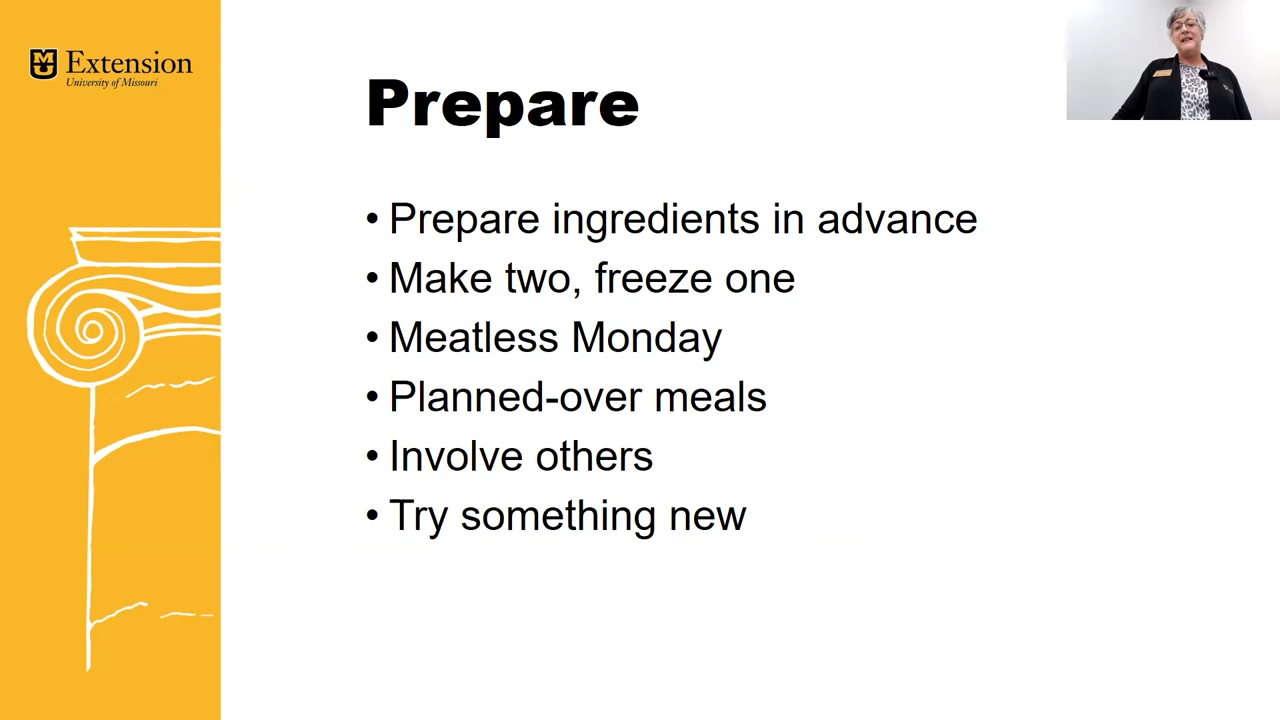 MU Extension
University of Missouri
Prepare
• Prepare ingredients in advance
• Make two, freeze one
• Meatless Monday
• Planned-over meals
• Involve others
• Try something new